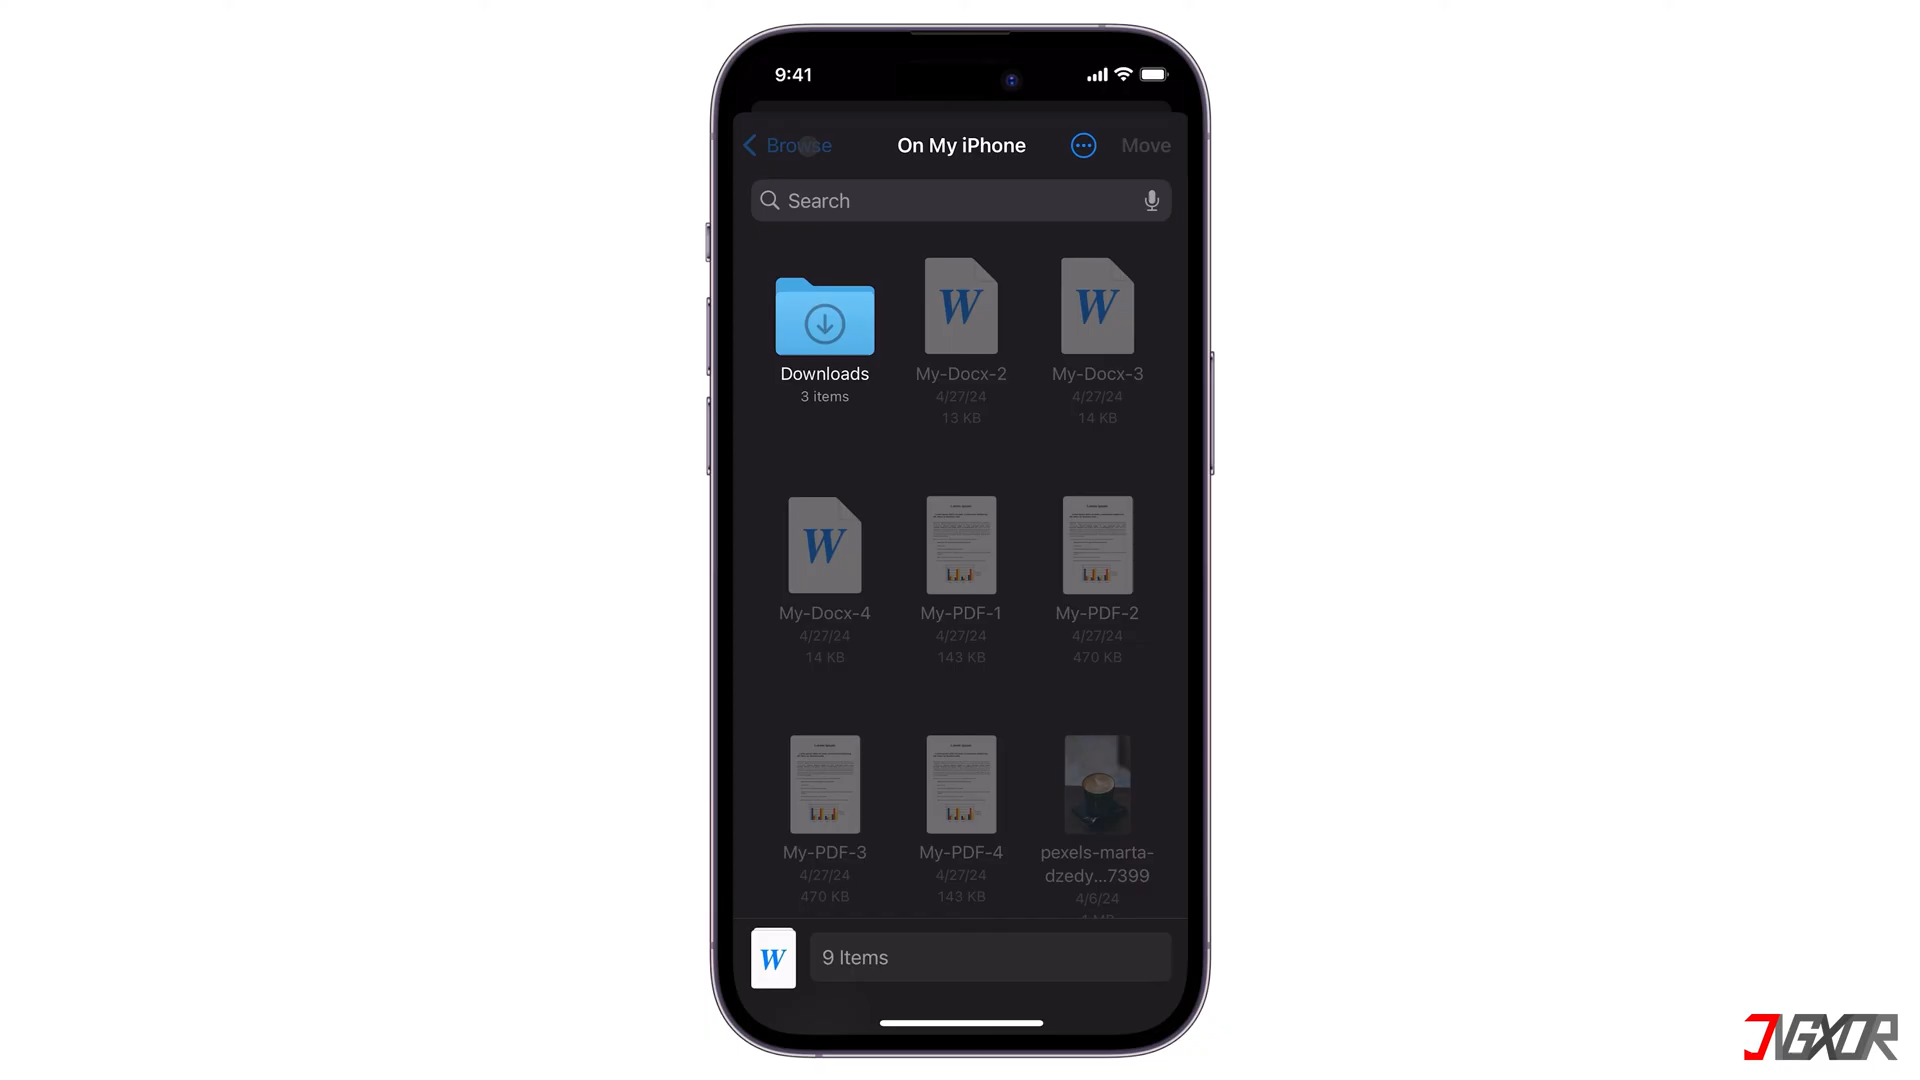 9:41
Browse
On My iPhone
Move
Search
Downloads
3 items
My-Docx-2
4/27/24
13 KB
My-Docx-3
4/27/24
14 KB
My-Docx-4
4/27/24
14 KB
My-PDF-1
4/27/24
143 KB
My-PDF-2
4/27/24
470 KB
My-PDF-3
4/27/24
470 KB
My-PDF-4
4/27/24
143 KB
pexels-marta-
dzedy...7399
4/6/24
W
W
W
W
9 Items